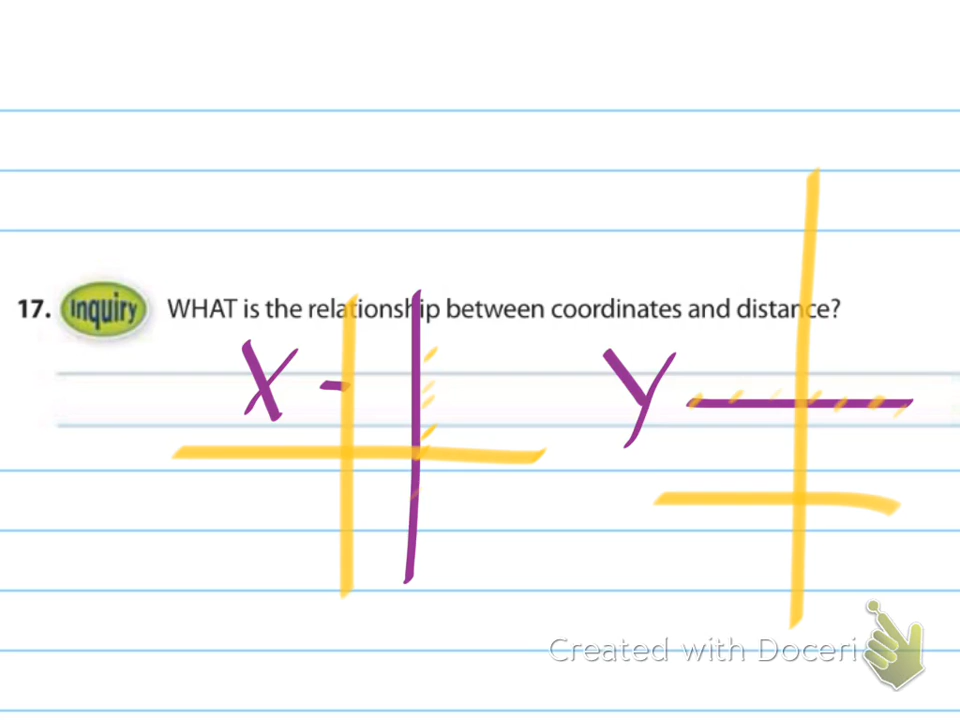 17. Inquiry WHAT is the relationship between coordinates and distance?
X - Y
Created with Doceri